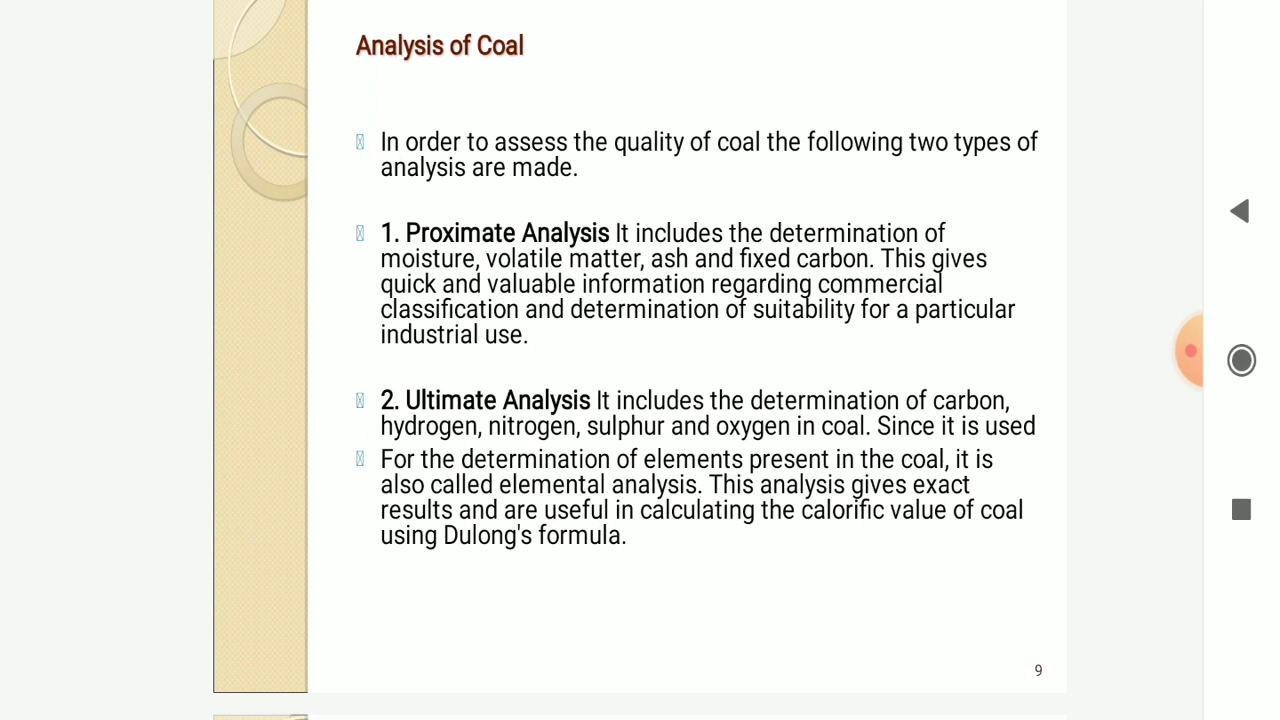 Analysis of Coal
In order to assess the quality of coal the following two types of
analysis are made.
1. Proximate Analysis It includes the determination of
moisture, volatile matter, ash and fixed carbon. This gives
quick and valuable information regarding commercial
classification and determination of suitability for a particular
industrial use.
2. Ultimate Analysis It includes the determination of carbon,
hydrogen, nitrogen, sulphur and oxygen in coal. Since it is used
For the determination of elements present in the coal, it is
also called elemental analysis. This analysis gives exact
results and are useful in calculating the calorific value of coal
using Dulong's formula.
9